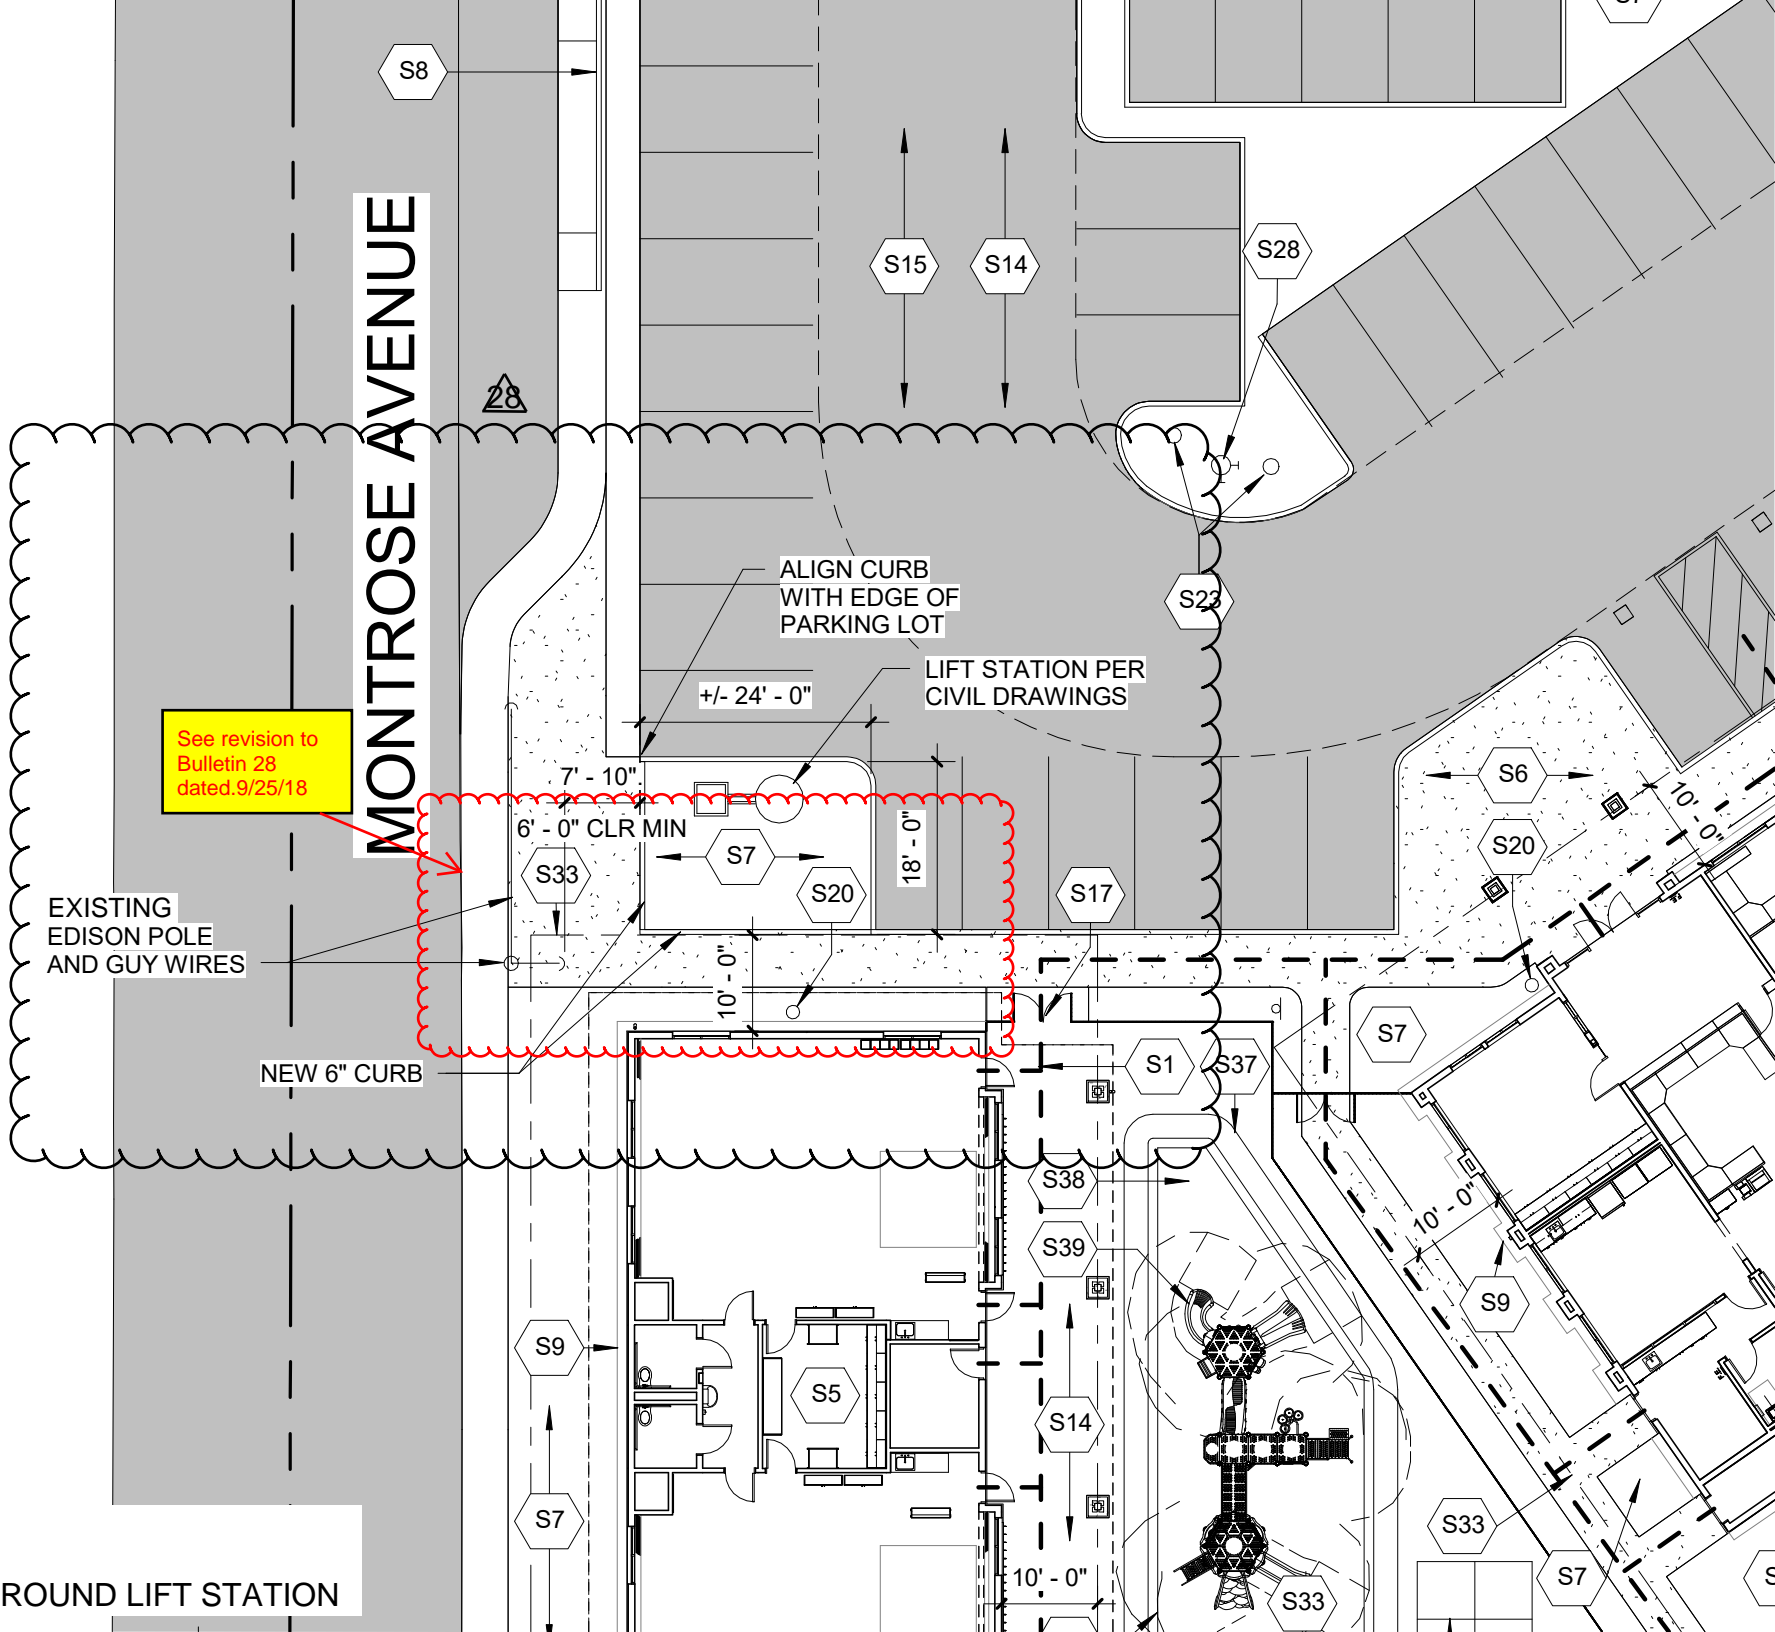 S8
S15
S14
S28
MONTROSE AVENUE
28
ALIGN CURB
WITH EDGE OF
PARKING LOT
S23
LIFT STATION PER
CIVIL DRAWINGS
+/- 24' - 0"
See revision to
Bulletin 28
dated.9/25/18
7' - 10"
6' - 0" CLR MIN
S7
18' - 0"
S33
S20
S17
S6
10' - 0"
S20
EXISTING
EDISON POLE
AND GUY WIRES
10' - 0"
S7
NEW 6" CURB
S1
S37
S38
S39
10' - 0"
S9
S9
S5
S14
S7
S33
S7
10' - 0"
S33
ROUND LIFT STATION